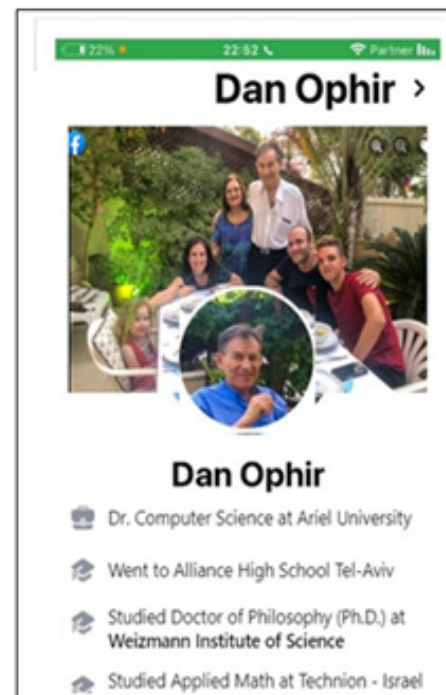 22%
22:52
Partner
Dan Ophir >
f
Dan Ophir
Dr. Computer Science at Ariel University
Went to Alliance High School Tel-Aviv
Studied Doctor of Philosophy (Ph.D.) at
Weizmann Institute of Science
Studied Applied Math at Technion - Israel